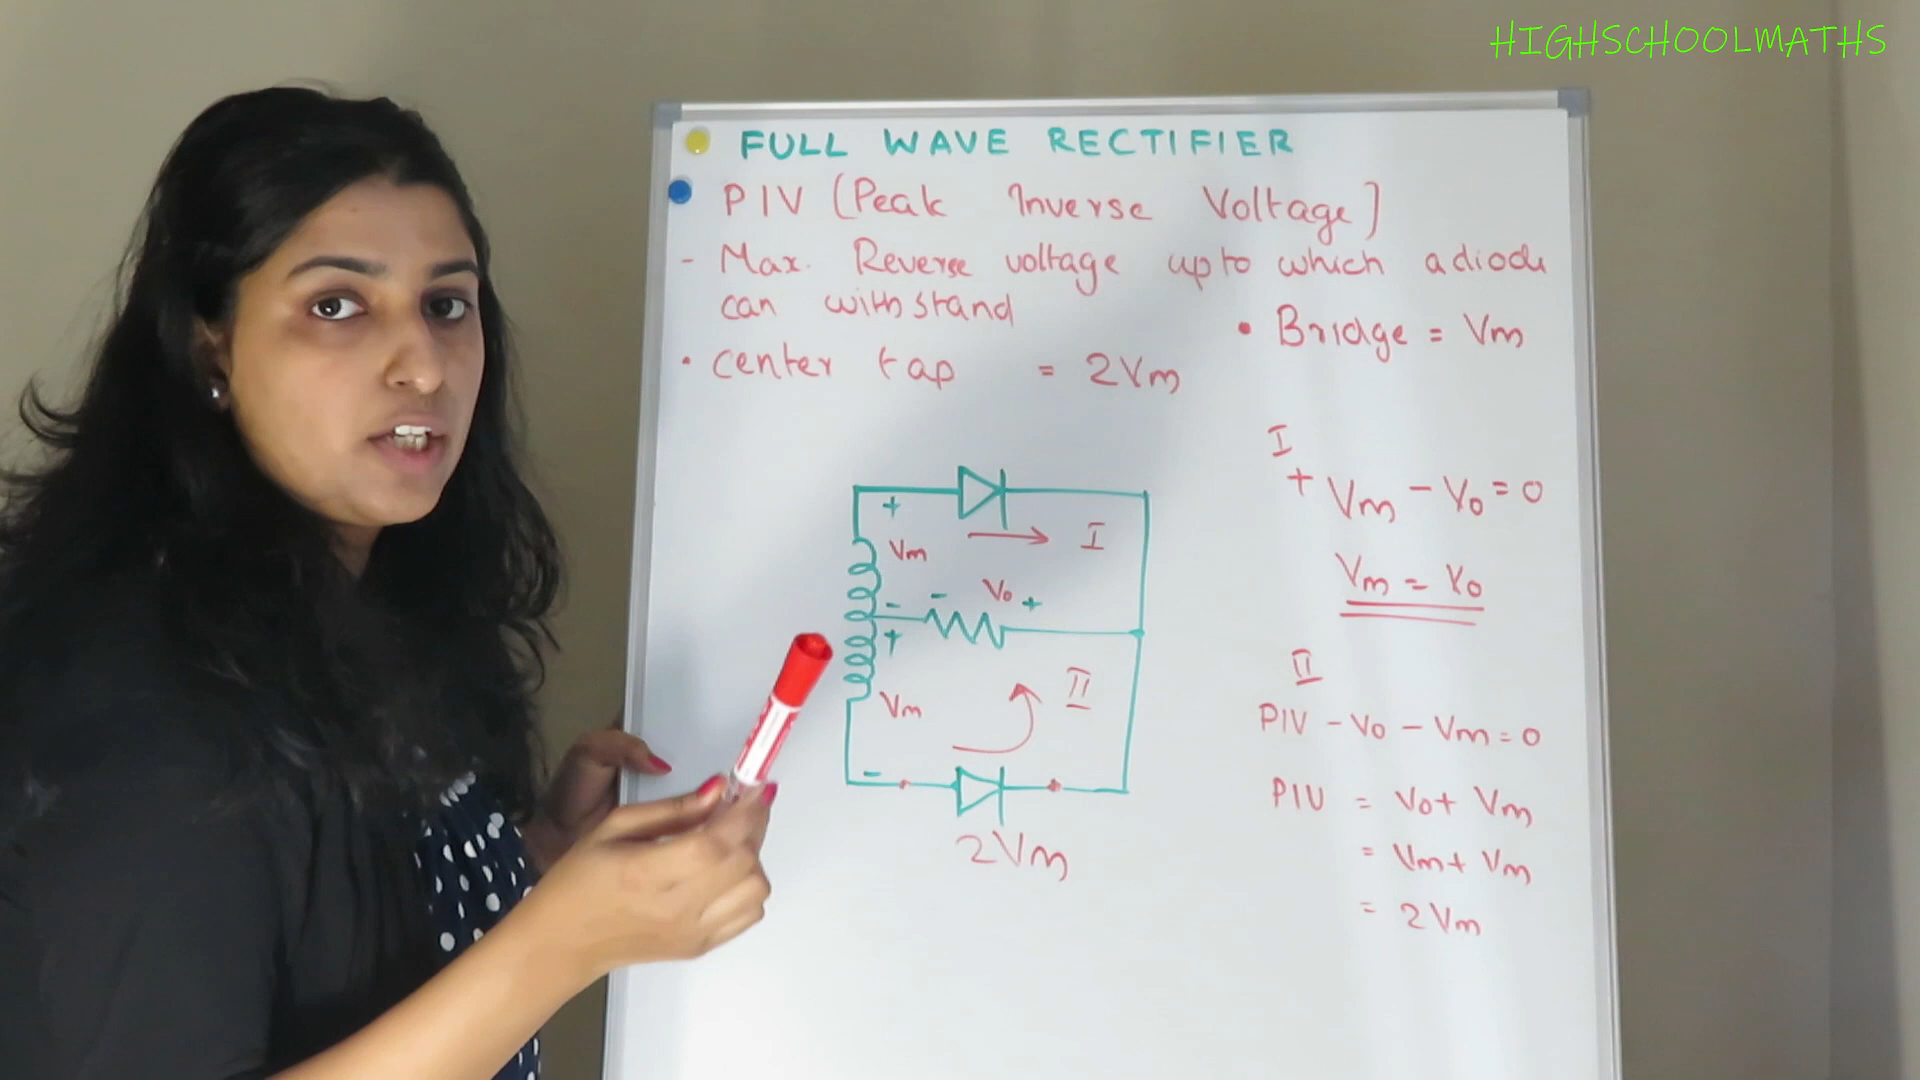 HIGHSCHOOLMATHS
FULL WAVE RECTIFIER
PIV (Peak Inverse Voltage)
- Max. Reverse voltage upto which a diode
can withstand
• Bridge = Vm
• Center tap = 2Vm
I
+ Vm - Vo = 0
Vm = Vo
+
Vm
I
- - Vo +
+
Vm
II
-
2Vm
II
PIV - Vo - Vm = 0
PIV = Vo + Vm
= Vm + Vm
= 2Vm